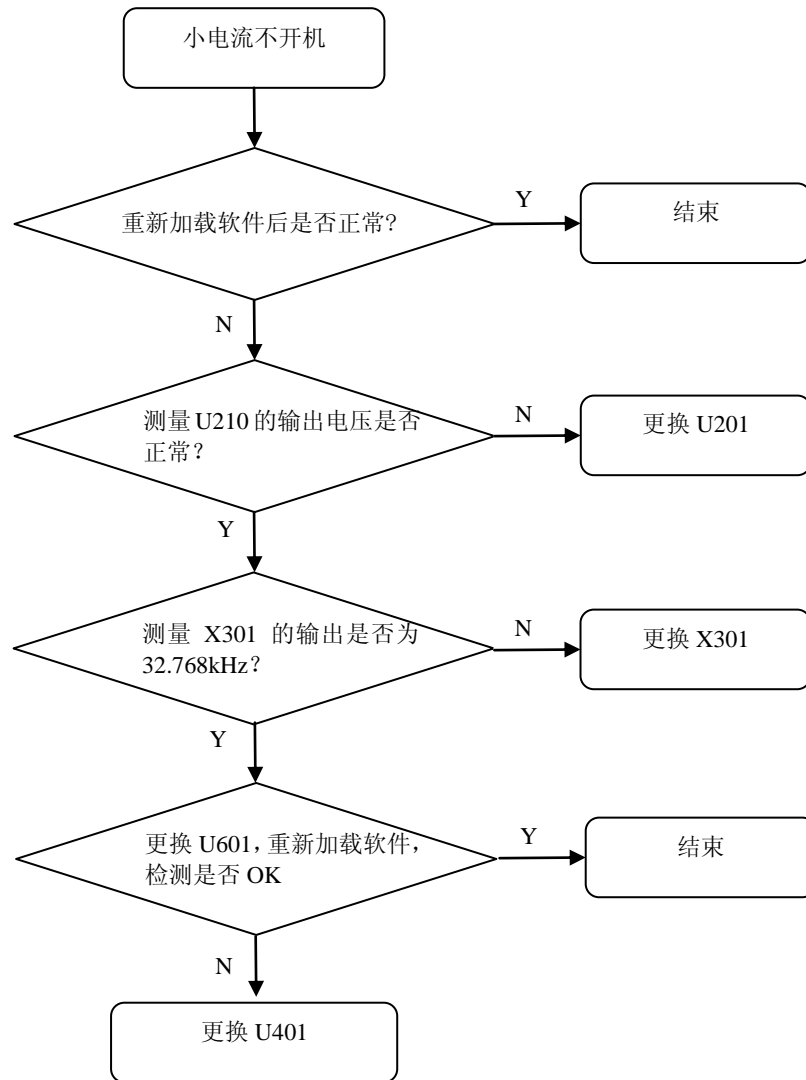 小电流不开机
重新加载软件后是否正常?
Y
结束
N
测量 U210 的输出电压是否
正常?
N
更换 U201
Y
测量 X301 的输出是否为
32.768kHz?
N
更换 X301
Y
更换 U601,重新加载软件,
检测是否 OK
Y
结束
N
更换 U401